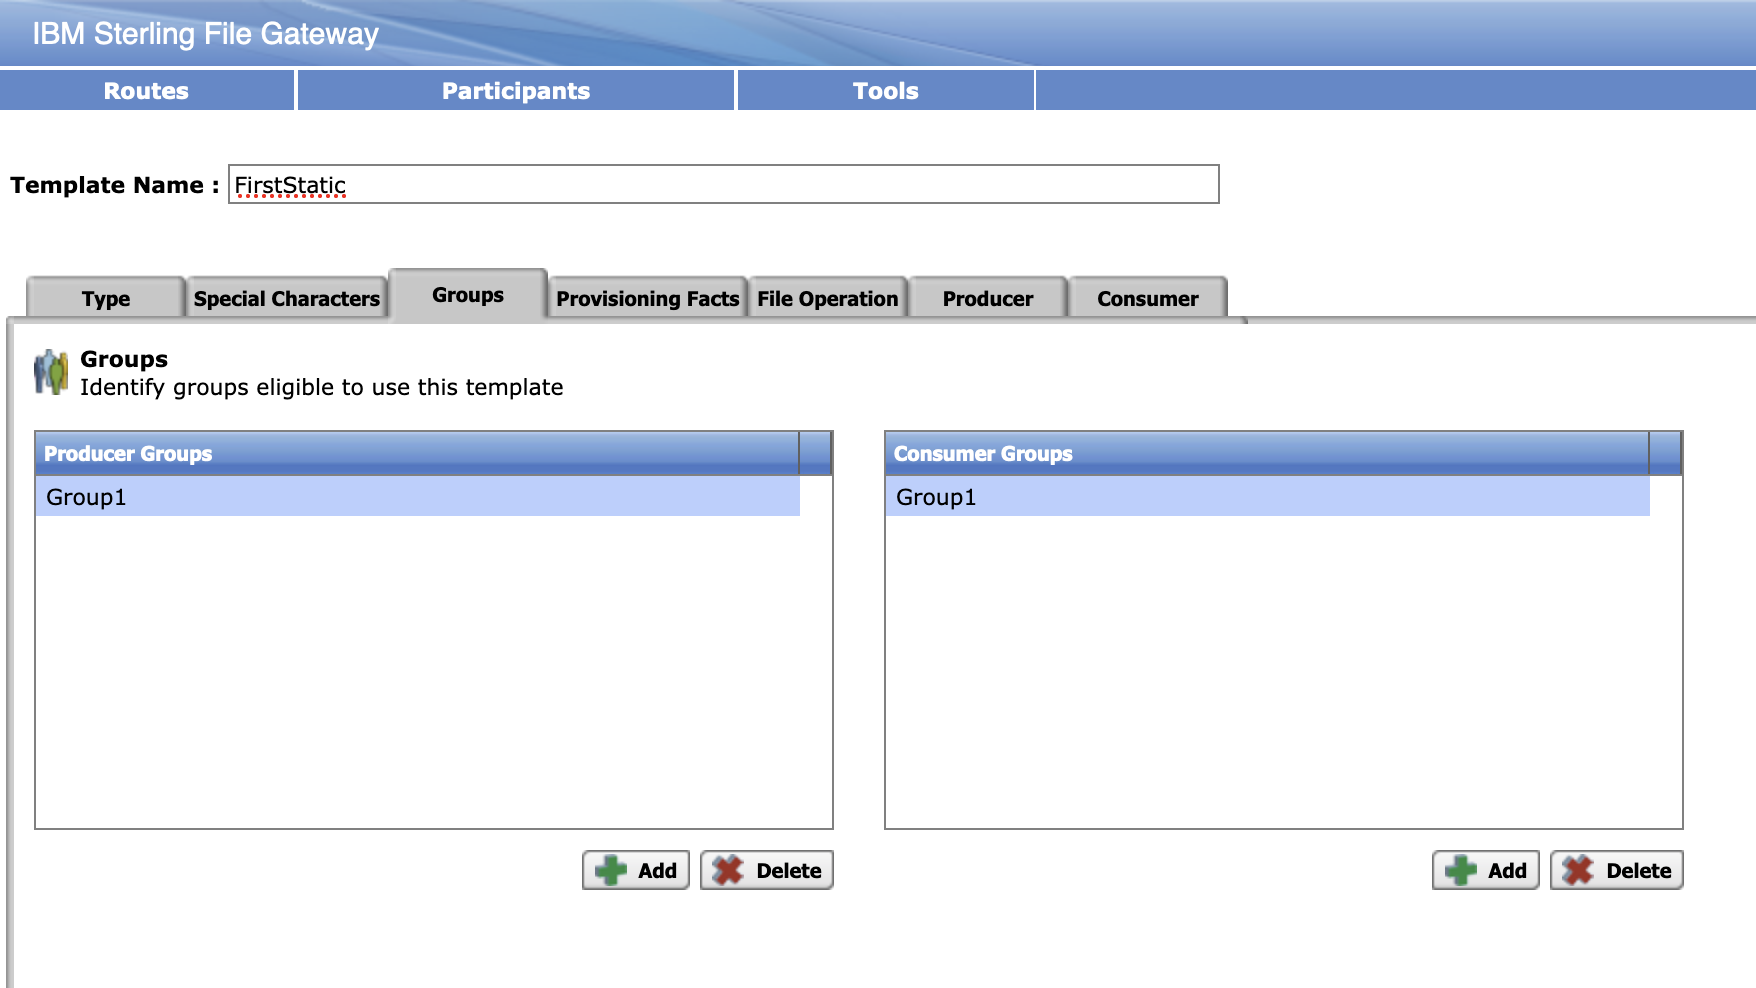 IBM Sterling File Gateway
Routes Participants Tools
Template Name : FirstStatic
Type Special Characters Groups Provisioning Facts File Operation Producer Consumer
Groups
Identify groups eligible to use this template
Producer Groups Consumer Groups
Group1 Group1
Add Delete Add Delete